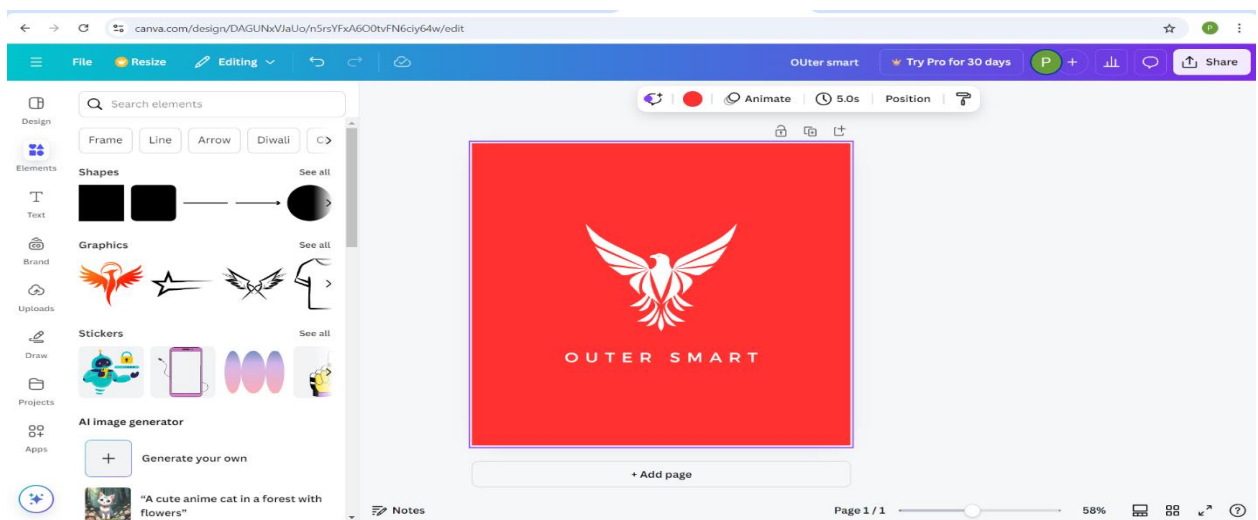 canva.com/design/DAGUNxVJaUo/n5rsYFxA6O0tvFN6ciy64w/edit
P
File Resize Editing OUter smart Try Pro for 30 days P + Share
Design
Elements
Text
Brand
Uploads
Draw
Projects
Apps
Search elements
Frame Line Arrow Diwali
Shapes See all
Graphics See all
Stickers See all
AI image generator
Generate your own
"A cute anime cat in a forest with
flowers"
Animate 5.0s Position
OUTER SMART
+ Add page
Notes Page 1 / 1 58%